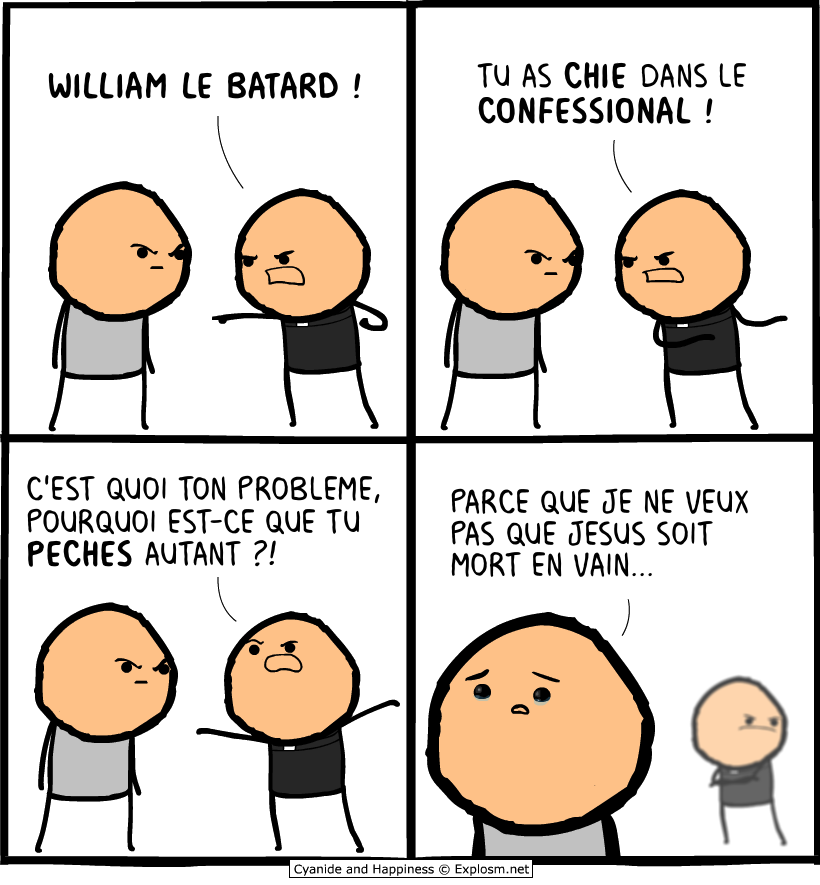 WILLIAM LE BATARD !
TU AS CHIE DANS LE
CONFESSIONAL !
C'EST QUOI TON PROBLEME,
POURQUOI EST-CE QUE TU
PECHES AUTANT ?!
PARCE QUE JE NE VEUX
PAS QUE JESUS SOIT
MORT EN VAIN...
Cyanide and Happiness © Explosm.net